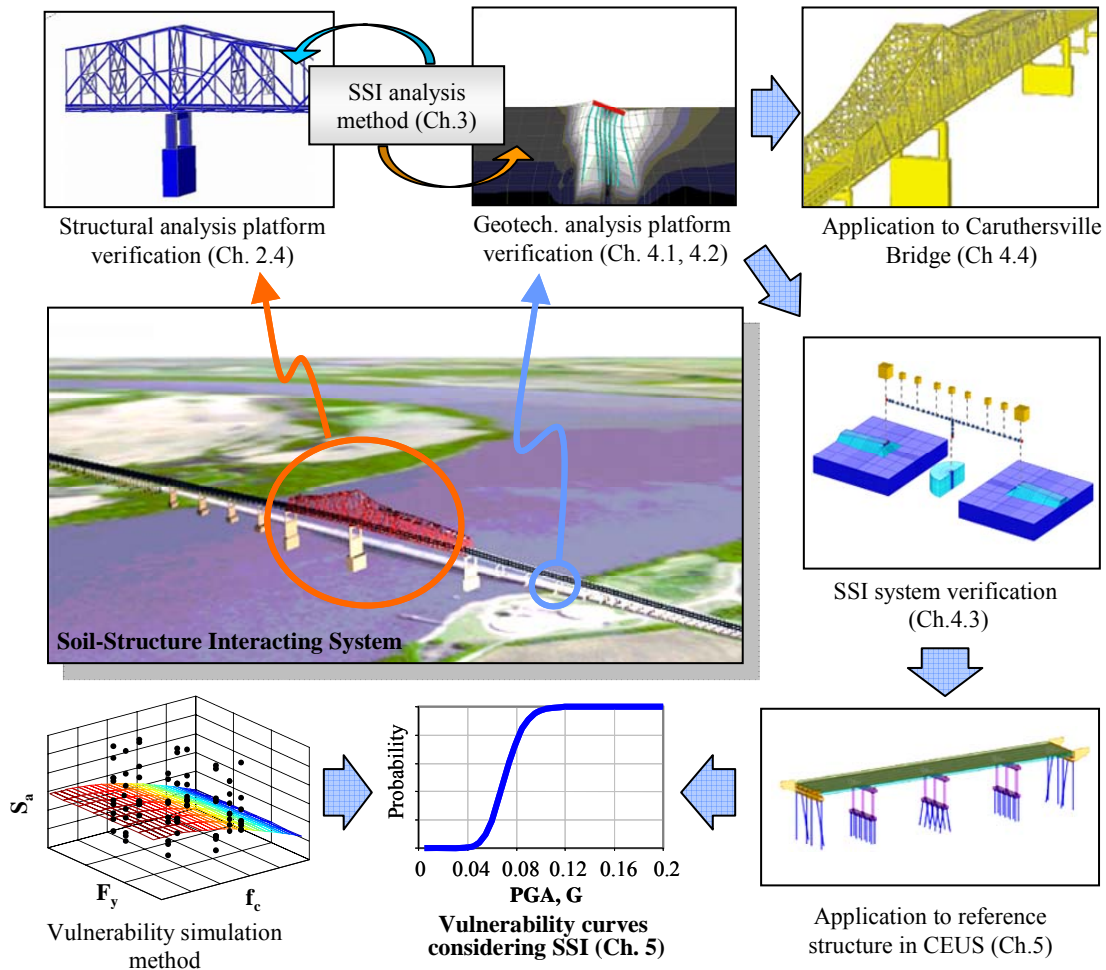 SSI analysis
method (Ch.3)
Structural analysis platform
verification (Ch. 2.4)
Geotech. analysis platform
verification (Ch. 4.1, 4.2)
Application to Caruthersville
Bridge (Ch 4.4)
Soil-Structure Interacting System
SSI system verification
(Ch.4.3)
S_a
F_y
f_c
Vulnerability simulation
method
Probability
0
0.04
0.08
0.12
0.16
0.2
PGA, G
Vulnerability curves
considering SSI (Ch. 5)
Application to reference
structure in CEUS (Ch.5)